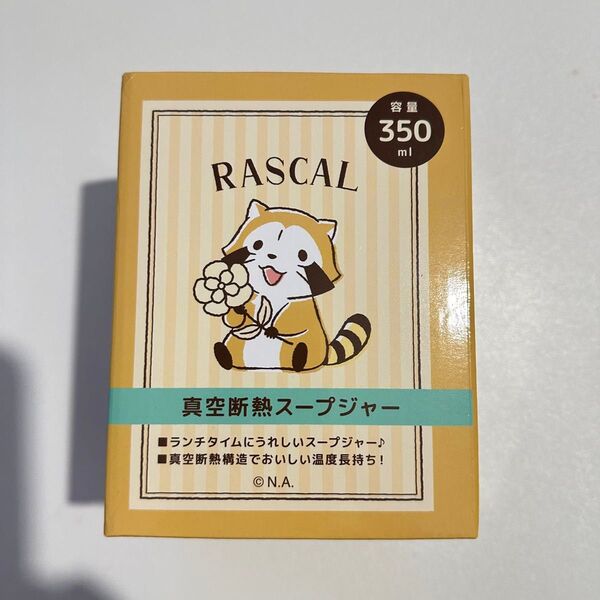 容量
350
ml
RASCAL
真空断熱スープジャー
■ランチタイムにうれしいスープジャー♪
■真空断熱構造でおいしい温度長持ち!
©N.A.